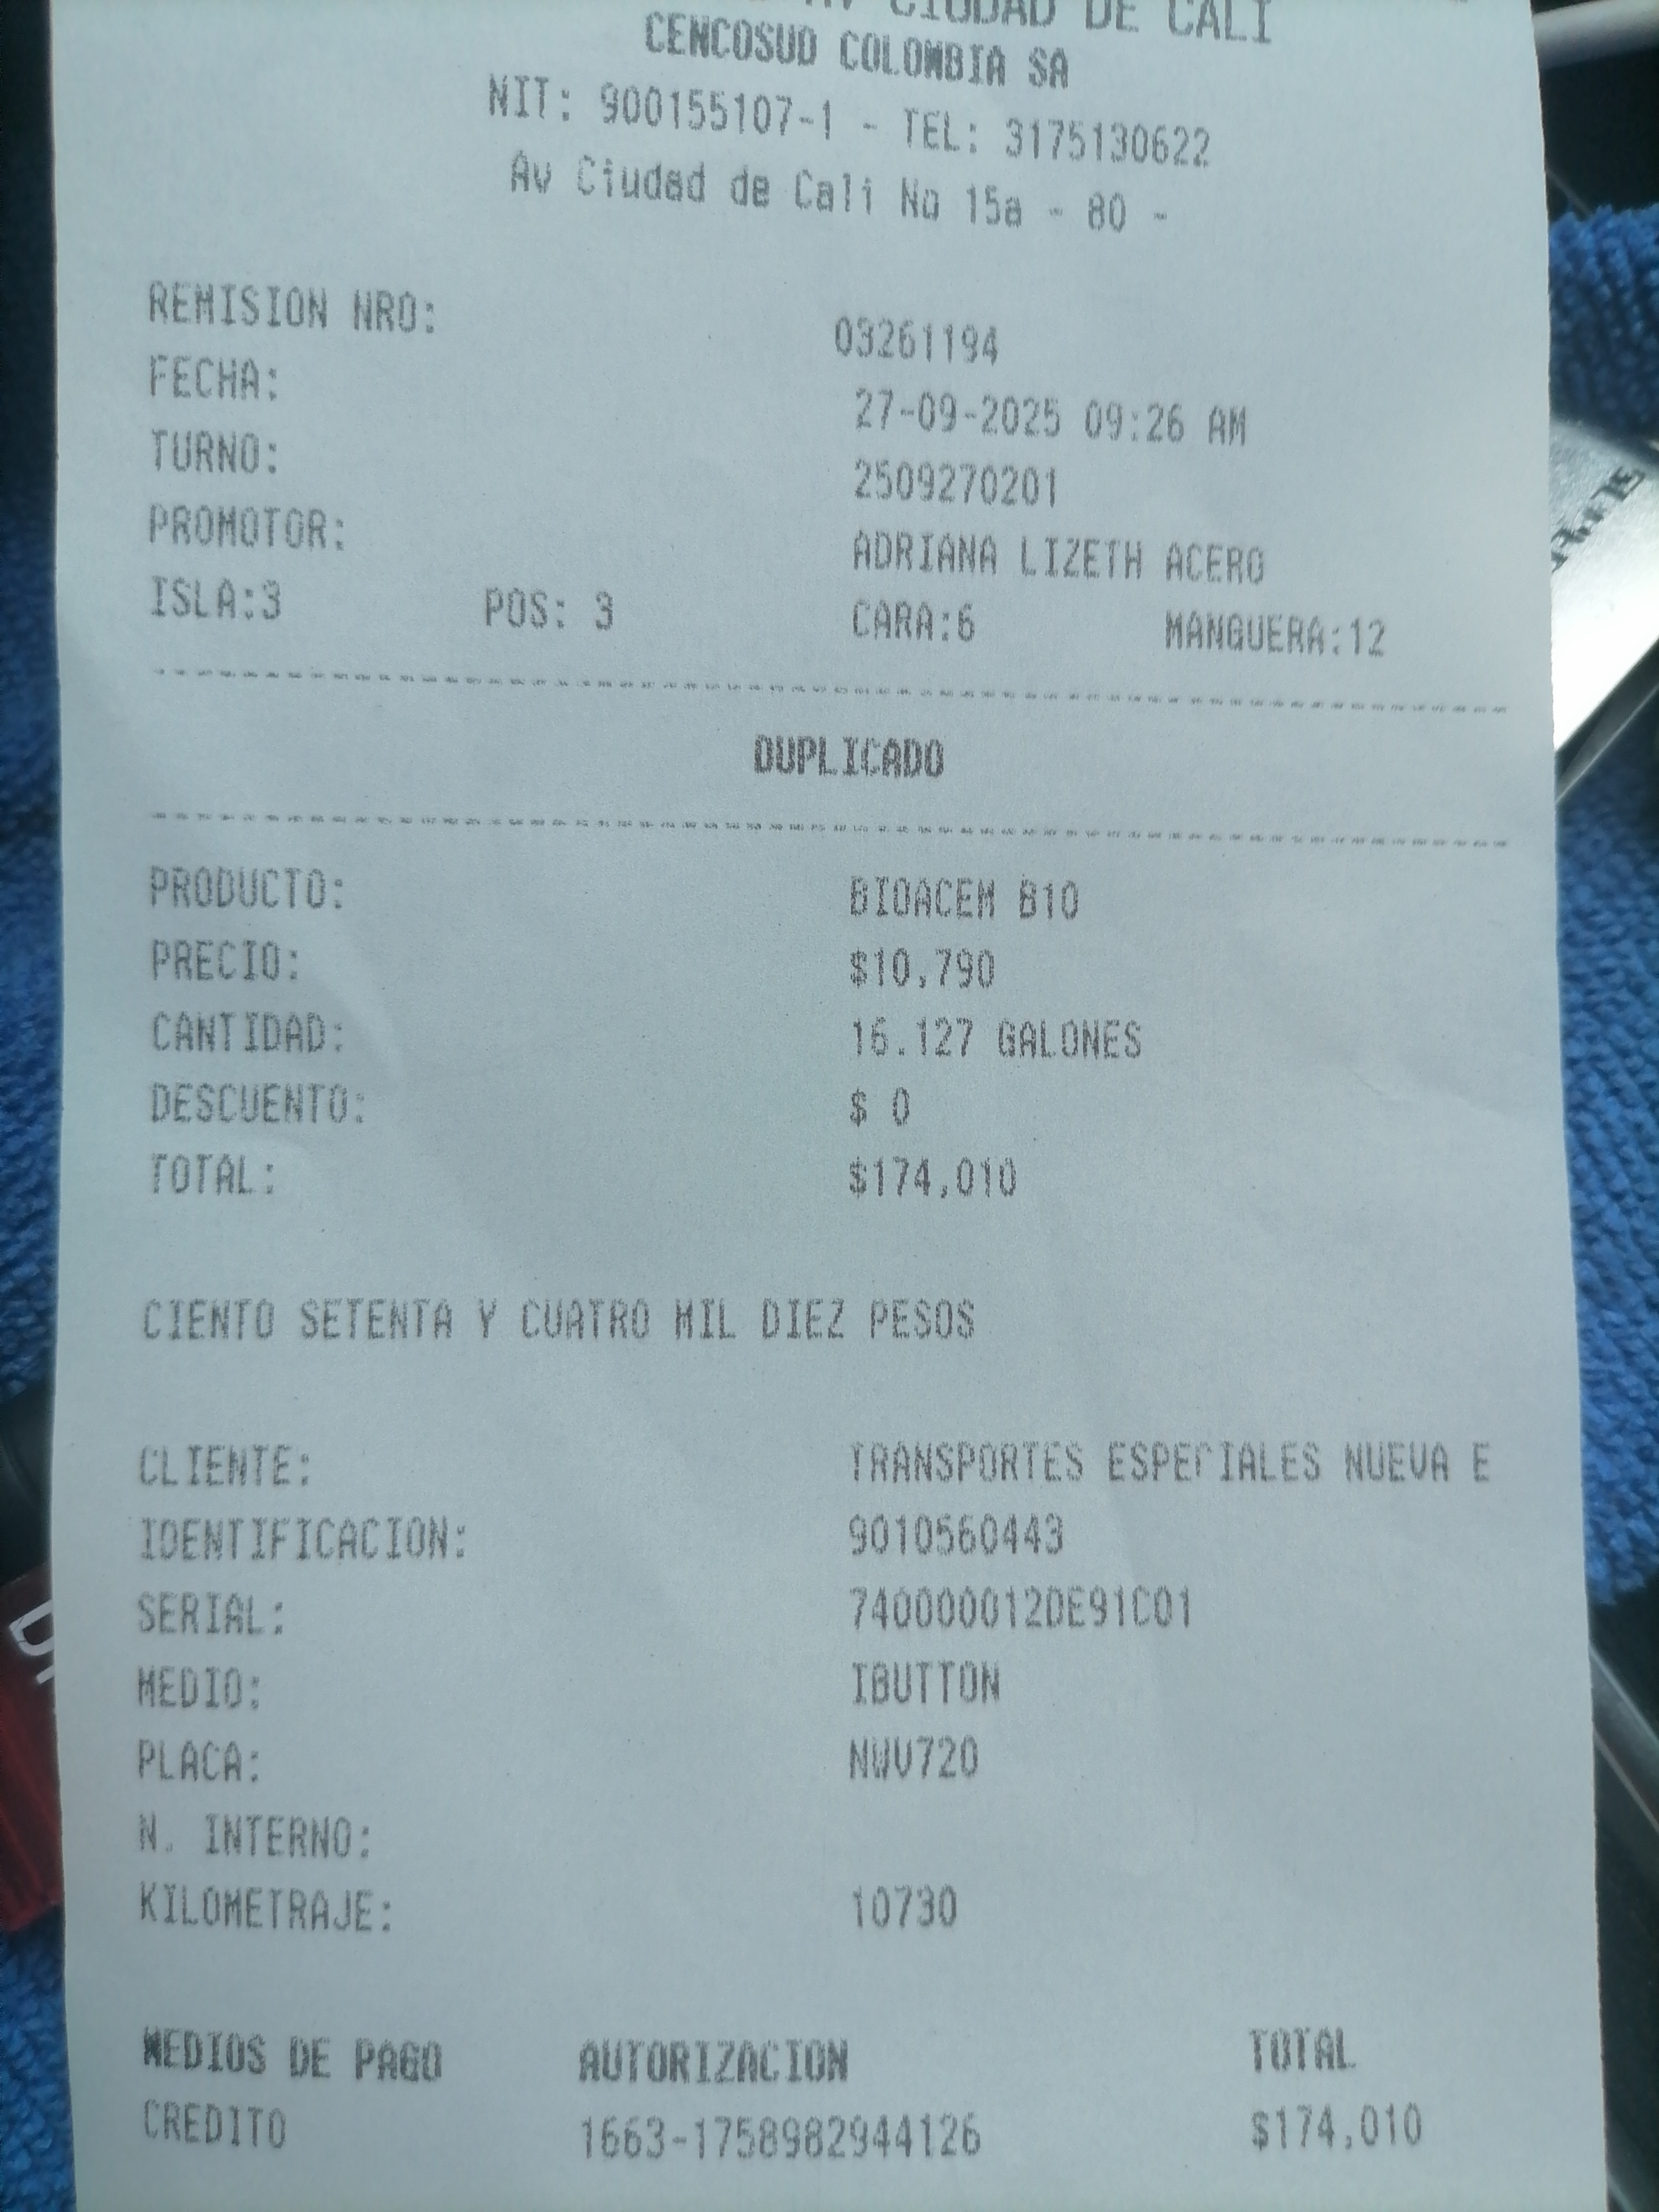 AV CIUDAD DE CALI
CENCOSUD COLOMBIA SA
NIT: 900155107-1 - TEL: 3175130622
Av Ciudad de Cali No 15a - 80 -
REMISION NRO: 03261194
FECHA: 27-09-2025 09:26 AM
TURNO: 2509270201
PROMOTOR: ADRIANA LIZETH ACERO
ISLA:3 POS: 3 CARA:6 MANGUERA:12
DUPLICADO
PRODUCTO: BIOACEM B10
PRECIO: $10,790
CANTIDAD: 16.127 GALONES
DESCUENTO: $ 0
TOTAL: $174,010
CIENTO SETENTA Y CUATRO MIL DIEZ PESOS
CLIENTE: TRANSPORTES ESPECIALES NUEVA E
IDENTIFICACION: 9010560443
SERIAL: 740000012DE91C01
MEDIO: IBUTTON
PLACA: NWV720
N. INTERNO:
KILOMETRAJE: 10730
MEDIOS DE PAGO AUTORIZACION TOTAL
CREDITO 1663-1758982944126 $174,010